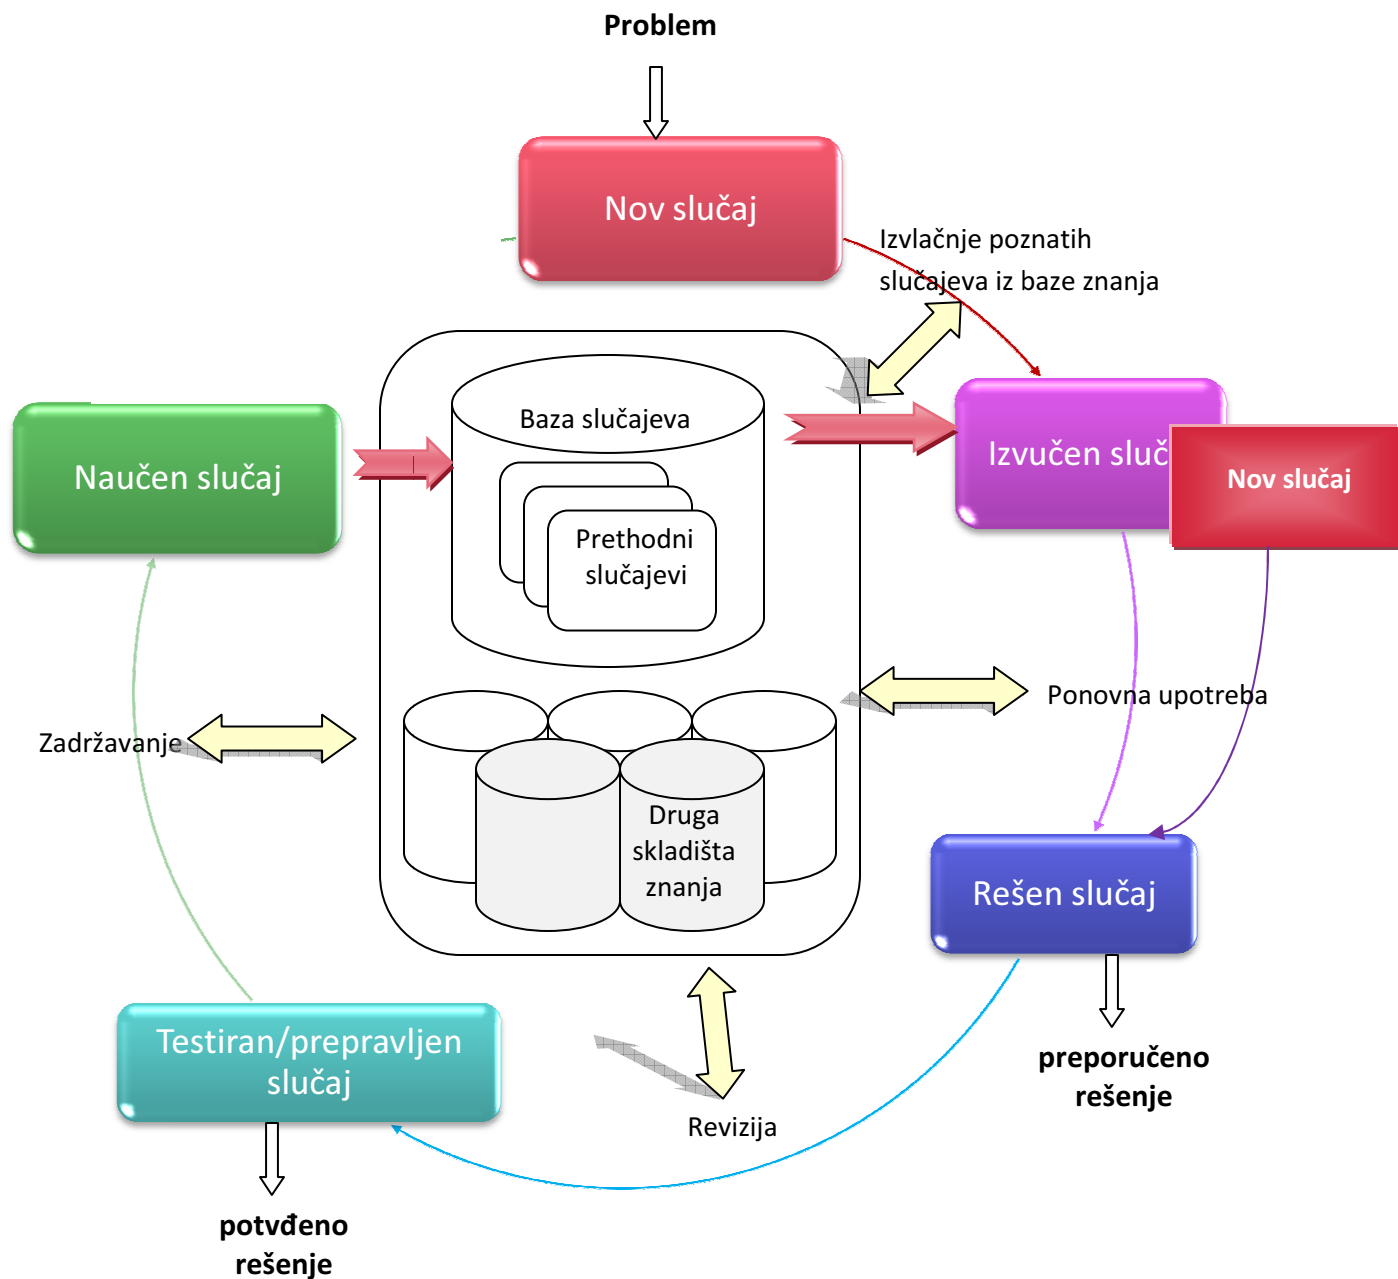 Problem
Nov slučaj
Izvlačnje poznatih
slučajeva iz baze znanja
Baza slučajeva
Naučen slučaj
Izvučen sluč
Nov slučaj
Prethodni
slučajevi
Ponovna upotreba
Zadržavanje
Druga
skladišta
znanja
Rešen slučaj
Testiran/prepravljen
slučaj
preporučeno
rešenje
Revizija
potvđeno
rešenje